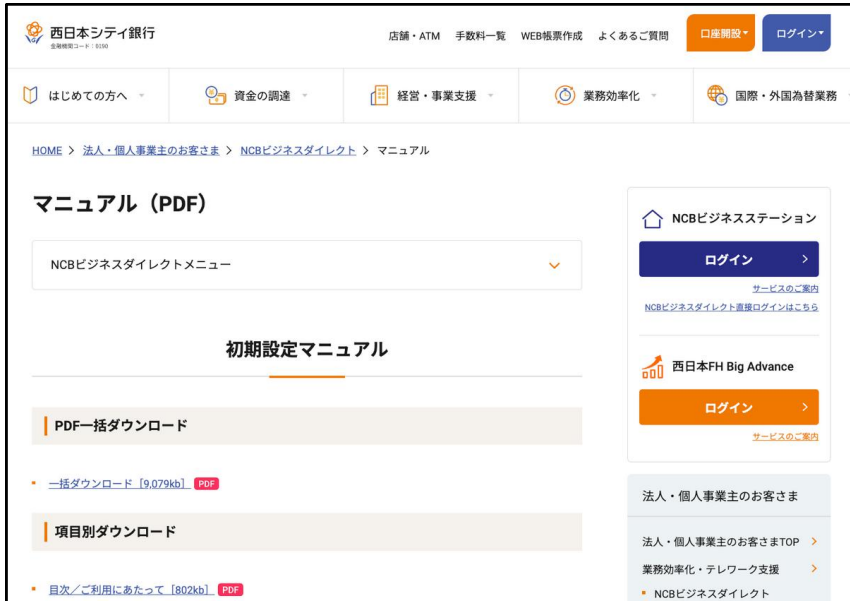 西日本シティ銀行
金融機関コード：0190
店舗・ATM 手数料一覧 WEB帳票作成 よくあるご質問 口座開設 ログイン
はじめての方へ 資金の調達 経営・事業支援 業務効率化 国際・外国為替業務
HOME > 法人・個人事業主のお客さま > NCBビジネスダイレクト > マニュアル
マニュアル（PDF）
NCBビジネスダイレクトメニュー
初期設定マニュアル
PDF一括ダウンロード
一括ダウンロード［9,079kb］ PDF
項目別ダウンロード
目次／ご利用にあたって［802kb］ PDF
NCBビジネスステーション
ログイン
サービスのご案内
NCBビジネスダイレクト直接ログインはこちら
西日本FH Big Advance
ログイン
サービスのご案内
法人・個人事業主のお客さま
法人・個人事業主のお客さまTOP
業務効率化・テレワーク支援
NCBビジネスダイレクト